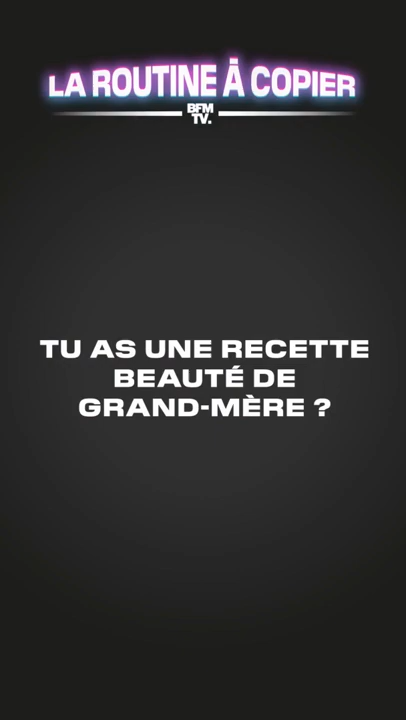 LA ROUTINE À COPIER
BFM
TV.
TU AS UNE RECETTE
BEAUTÉ DE
GRAND-MÈRE ?